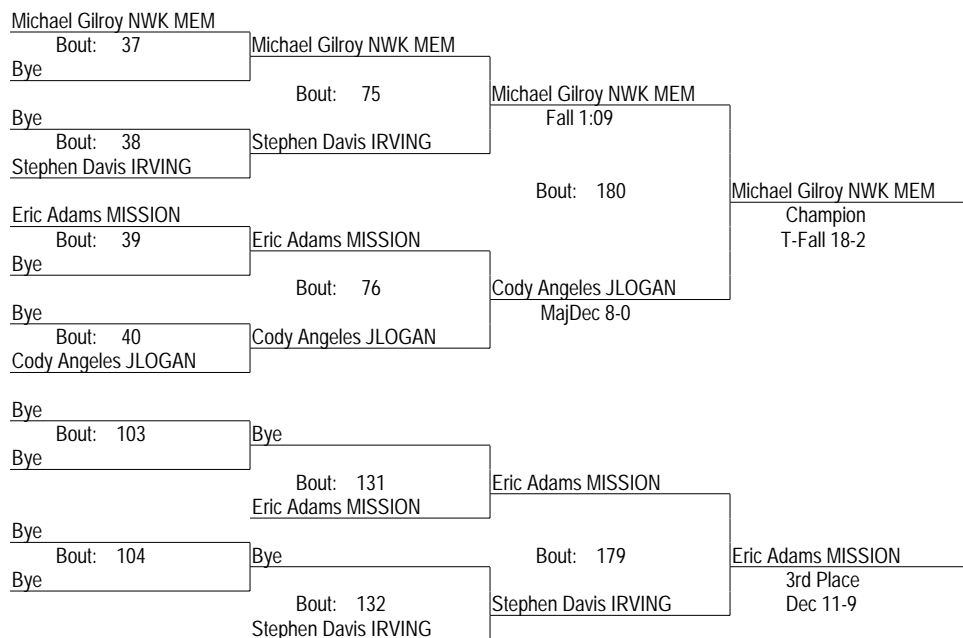 Michael Gilroy NWK MEM
Bout: 37
Michael Gilroy NWK MEM
Bye
Bout: 75
Michael Gilroy NWK MEM
Bye
Fall 1:09
Bout: 38
Stephen Davis IRVING
Stephen Davis IRVING
Bout: 180
Michael Gilroy NWK MEM
Eric Adams MISSION
Champion
Bout: 39
Eric Adams MISSION
T-Fall 18-2
Bye
Bout: 76
Cody Angeles JLOGAN
Bye
MajDec 8-0
Bout: 40
Cody Angeles JLOGAN
Cody Angeles JLOGAN
Bye
Bout: 103
Bye
Bye
Bout: 131
Eric Adams MISSION
Eric Adams MISSION
Bye
Bout: 104
Bye
Bout: 179
Eric Adams MISSION
Bye
3rd Place
Bout: 132
Stephen Davis IRVING
Dec 11-9
Stephen Davis IRVING